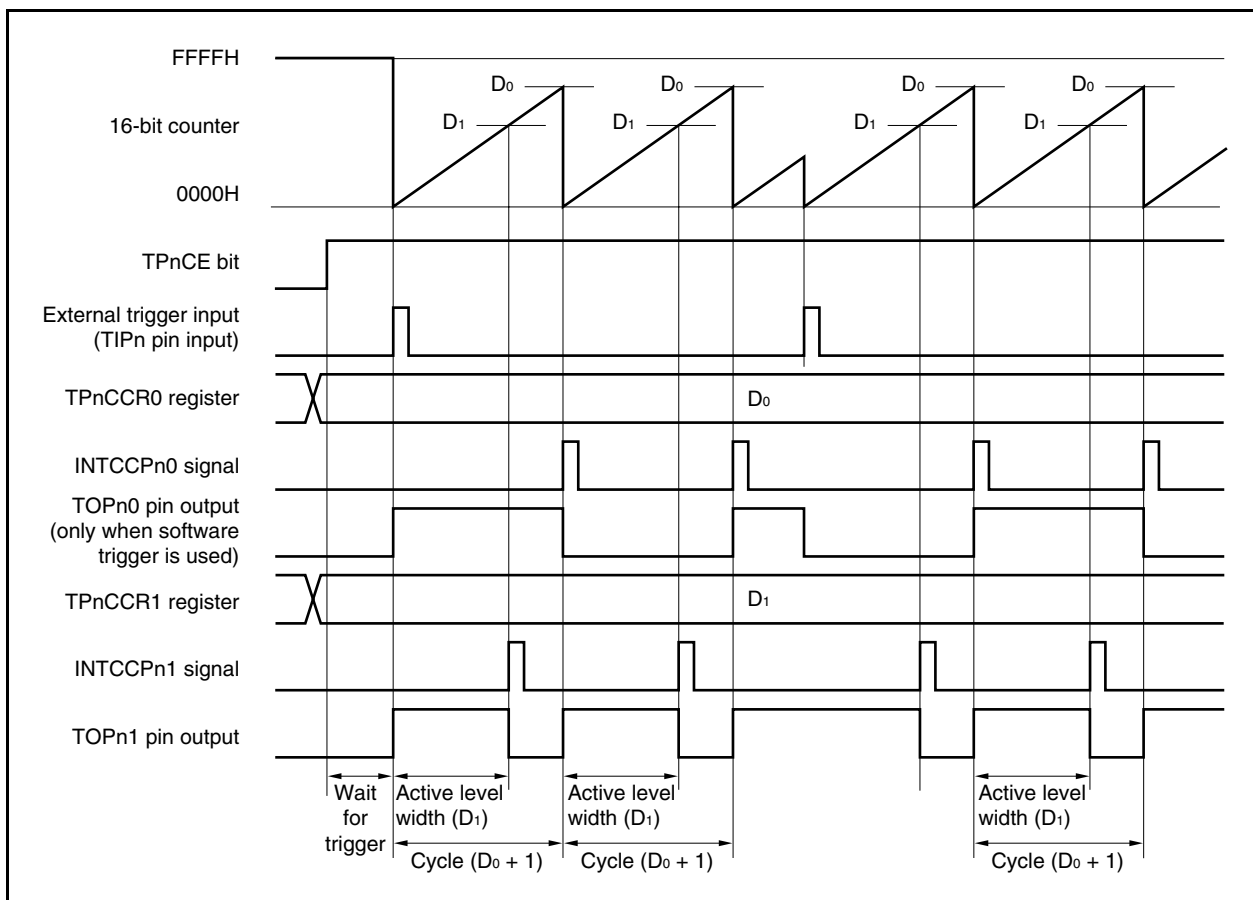 FFFFH
D0 D0 D0 D0
16-bit counter
D1 D1 D1 D1
0000H
TPnCE bit
External trigger input
(TIPn pin input)
TPnCCR0 register
D0
INTCCPn0 signal
TOPn0 pin output
(only when software
trigger is used)
TPnCCR1 register
D1
INTCCPn1 signal
TOPn1 pin output
Wait
for
trigger
Active level
width (D1)
Active level
width (D1)
Active level
width (D1)
Cycle (D0 + 1)
Cycle (D0 + 1)
Cycle (D0 + 1)